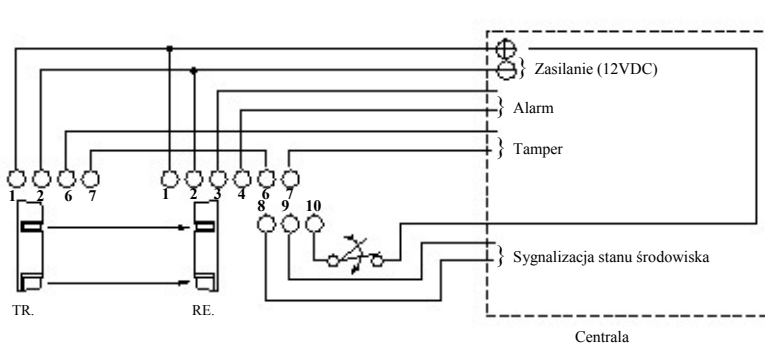 Zasilanie (12VDC)
Alarm
Tamper
1 2 6 7 1 2 3 4 6 7
8 9 10
Sygnalizacja stanu środowiska
TR. RE.
Centrala